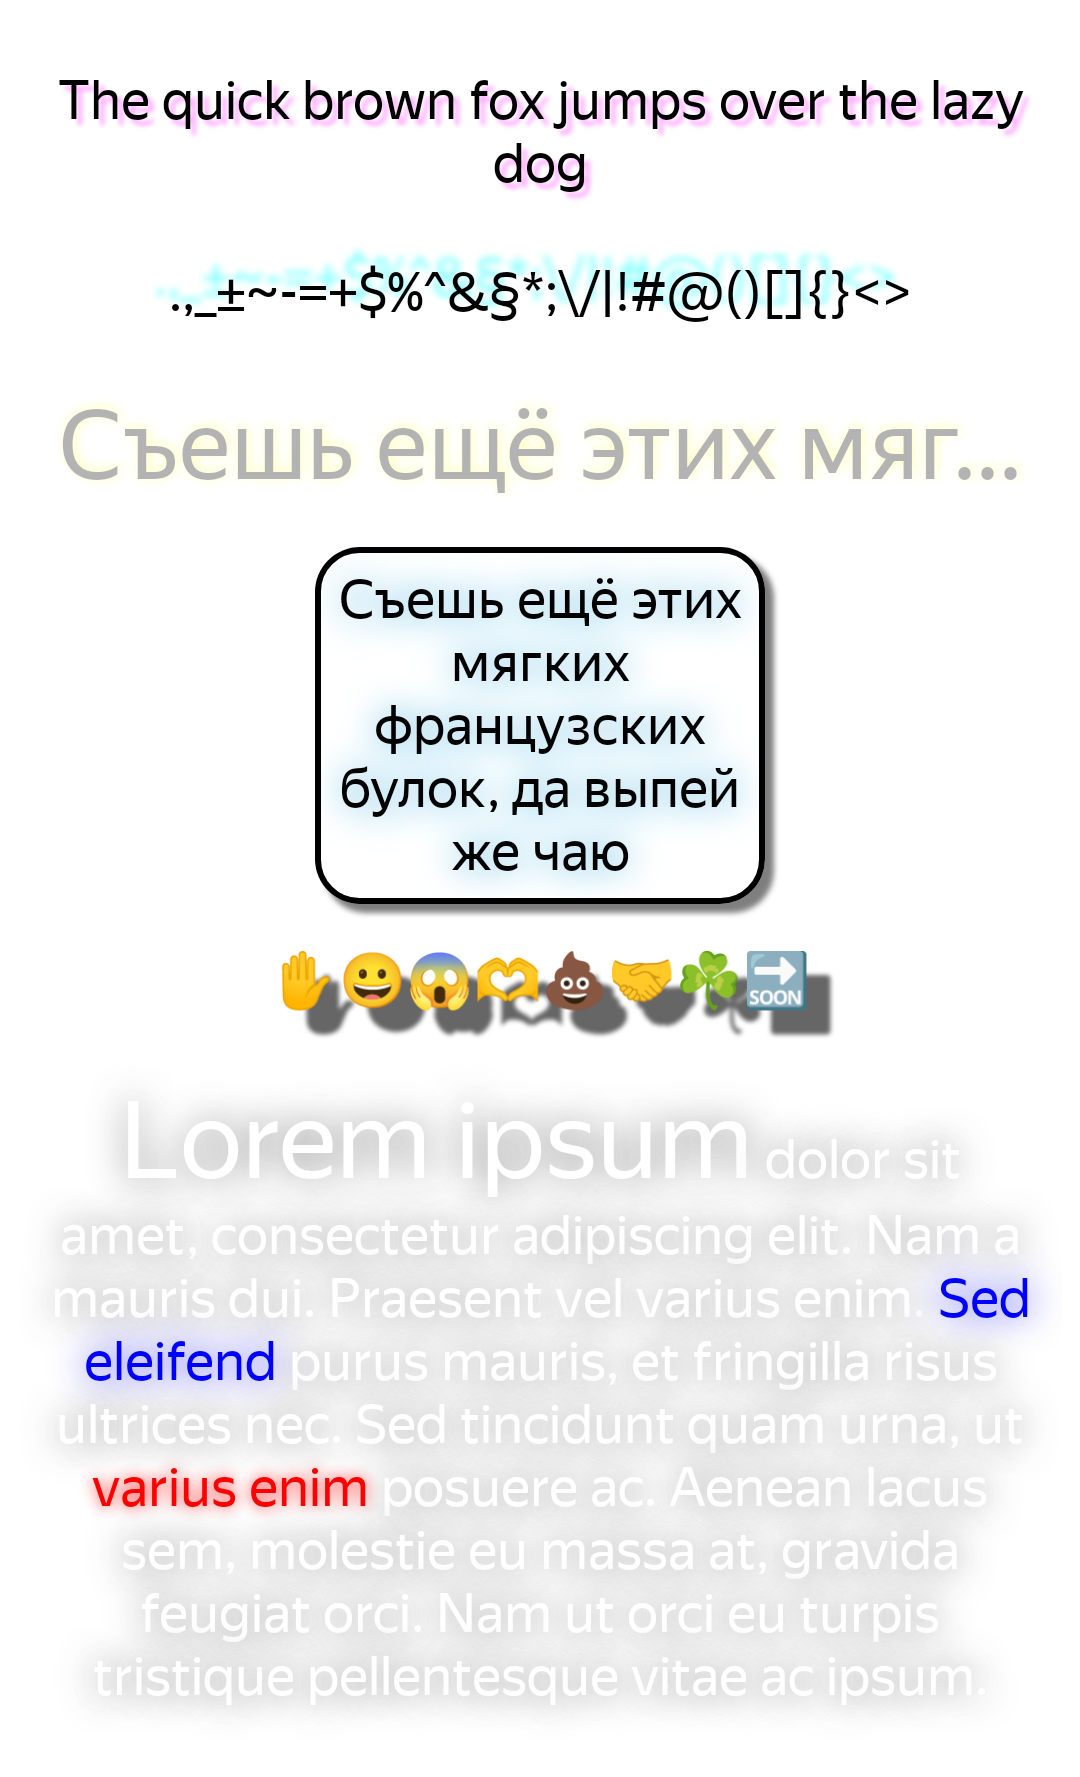 The quick brown fox jumps over the lazy
dog
.,_±~-=+$%^&§*;\/|!#@()[]{}<>
Съешь ещё этих мяг...
Съешь ещё этих
мягких
французских
булок, да выпей
же чаю
✋😀😱🫶💩🤝☘️🔜
Lorem ipsum dolor sit
amet, consectetur adipiscing elit. Nam a
mauris dui. Praesent vel varius enim. Sed
eleifend purus mauris, et fringilla risus
ultrices nec. Sed tincidunt quam urna, ut
varius enim posuere ac. Aenean lacus
sem, molestie eu massa at, gravida
feugiat orci. Nam ut orci eu turpis
tristique pellentesque vitae ac ipsum.